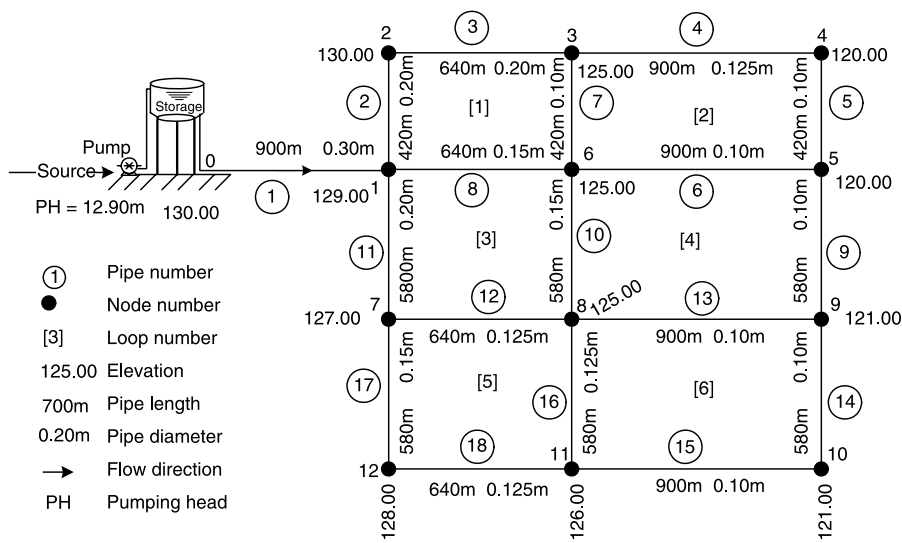 2 3 3 4 4
130.00 640m 0.20m 125.00 900m 0.125m 120.00
2 420m 0.20m [1] 420m 0.10m 7 [2] 420m 0.10m 5
Storage
Pump 0 900m 0.30m 640m 0.15m 6 900m 0.10m 5
Source
1 129.00 1 8 125.00 6 120.00
PH = 12.90m 130.00
11 5800m 0.20m [3] 580m 0.15m 10 [4] 580m 0.10m 9
1 Pipe number
Node number
[3] Loop number
125.00 Elevation
700m Pipe length
0.20m Pipe diameter
Flow direction
PH Pumping head
7 12 8 125.00 13 9
127.00 640m 0.125m 900m 0.10m 121.00
17 580m 0.15m [5] 16 580m 0.125m [6] 580m 0.10m 14
12 18 11 15 10
128.00 640m 0.125m 126.00 900m 0.10m 121.00